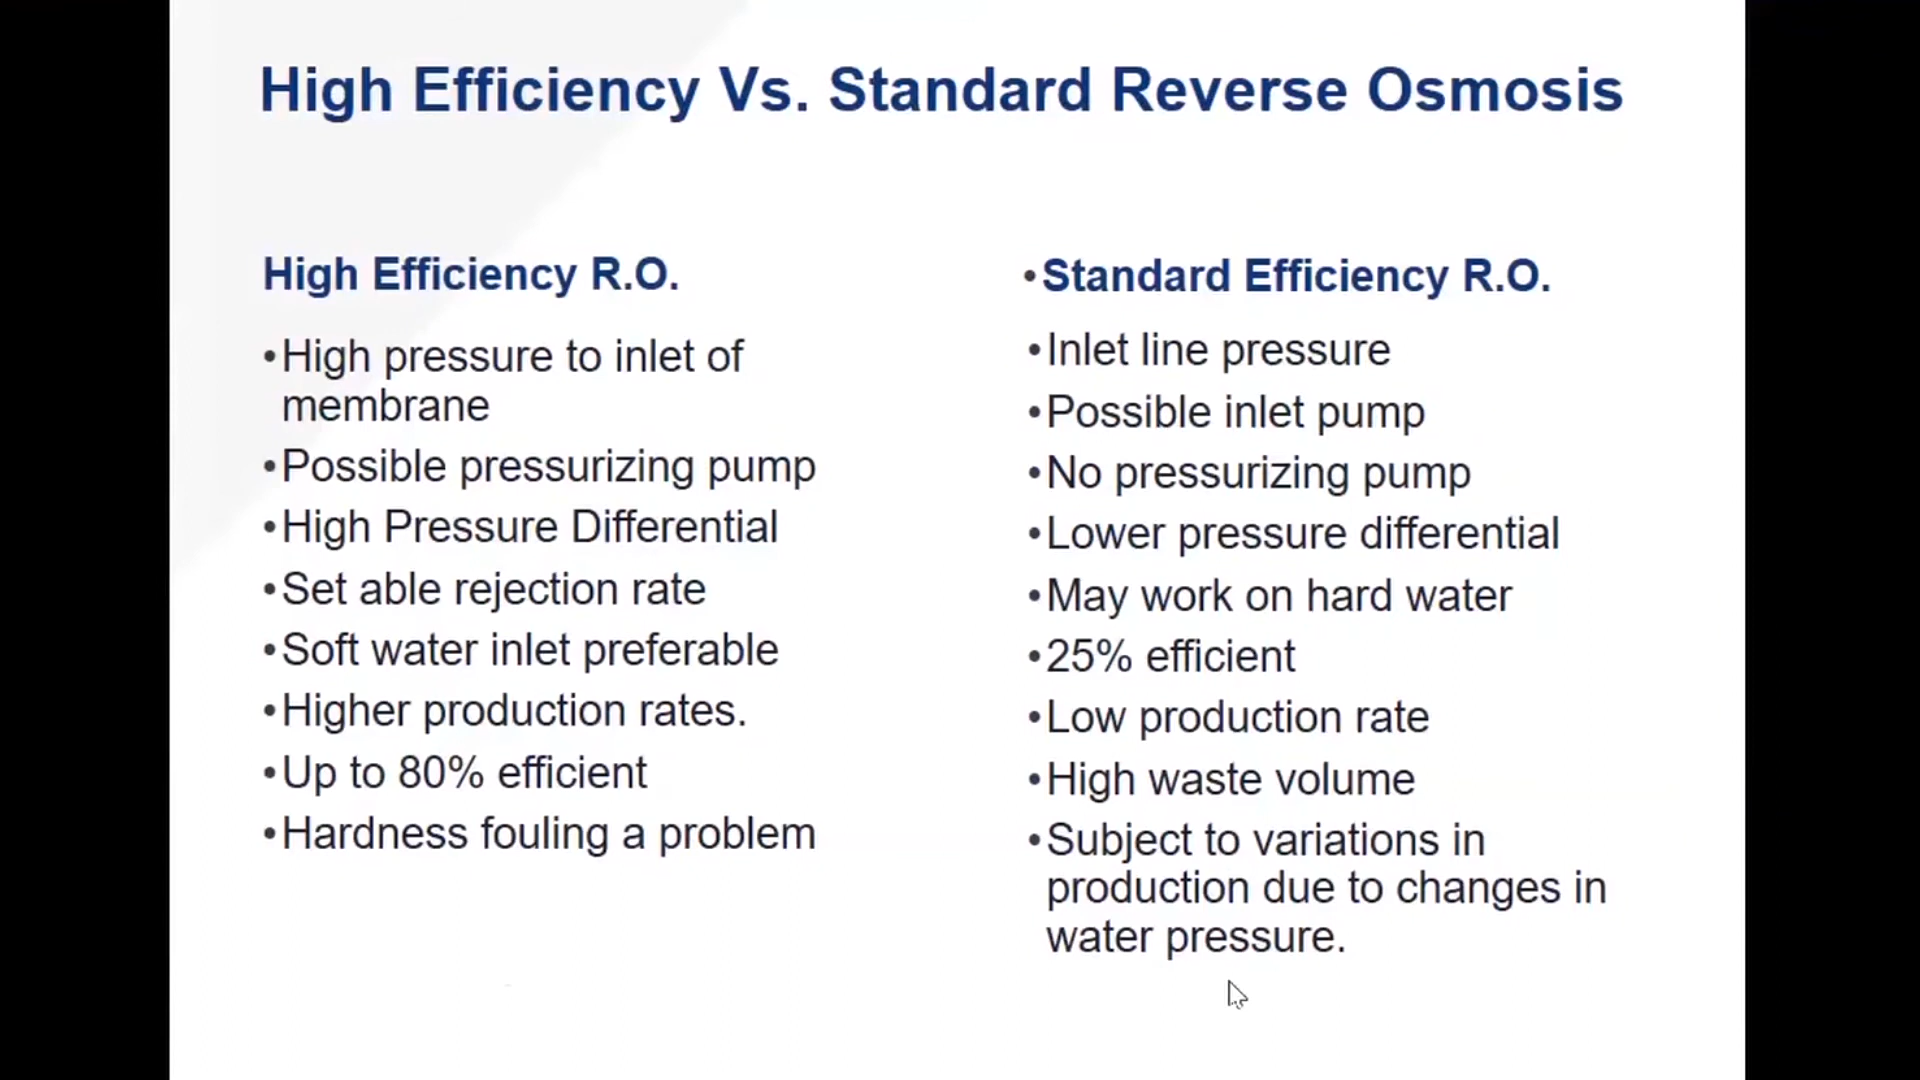 High Efficiency Vs. Standard Reverse Osmosis
High Efficiency R.O.
•High pressure to inlet of
membrane
•Possible pressurizing pump
•High Pressure Differential
•Set able rejection rate
•Soft water inlet preferable
•Higher production rates.
•Up to 80% efficient
•Hardness fouling a problem
•Standard Efficiency R.O.
•Inlet line pressure
•Possible inlet pump
•No pressurizing pump
•Lower pressure differential
•May work on hard water
•25% efficient
•Low production rate
•High waste volume
•Subject to variations in
production due to changes in
water pressure.